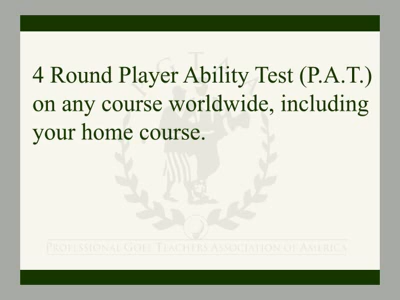 PGTAA
4 Round Player Ability Test (P.A.T.)
on any course worldwide, including
your home course.
PROFESSIONAL GOLF TEACHERS ASSOCIATION OF AMERICA